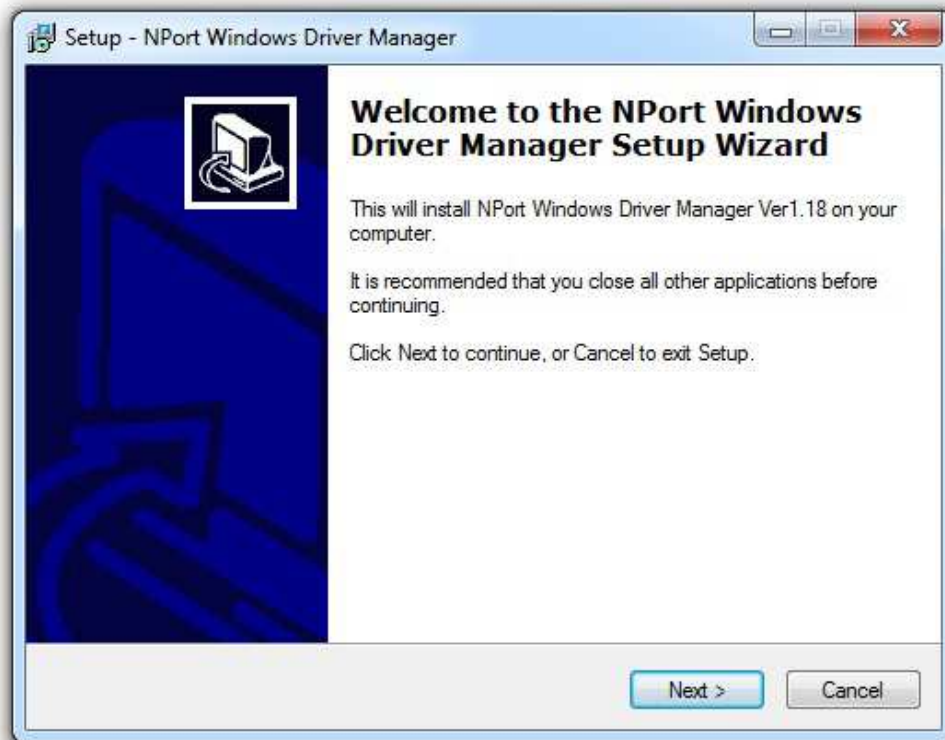 Setup - NPort Windows Driver Manager
Welcome to the NPort Windows
Driver Manager Setup Wizard
This will install NPort Windows Driver Manager Ver1.18 on your
computer.
It is recommended that you close all other applications before
continuing.
Click Next to continue, or Cancel to exit Setup.
Next >
Cancel